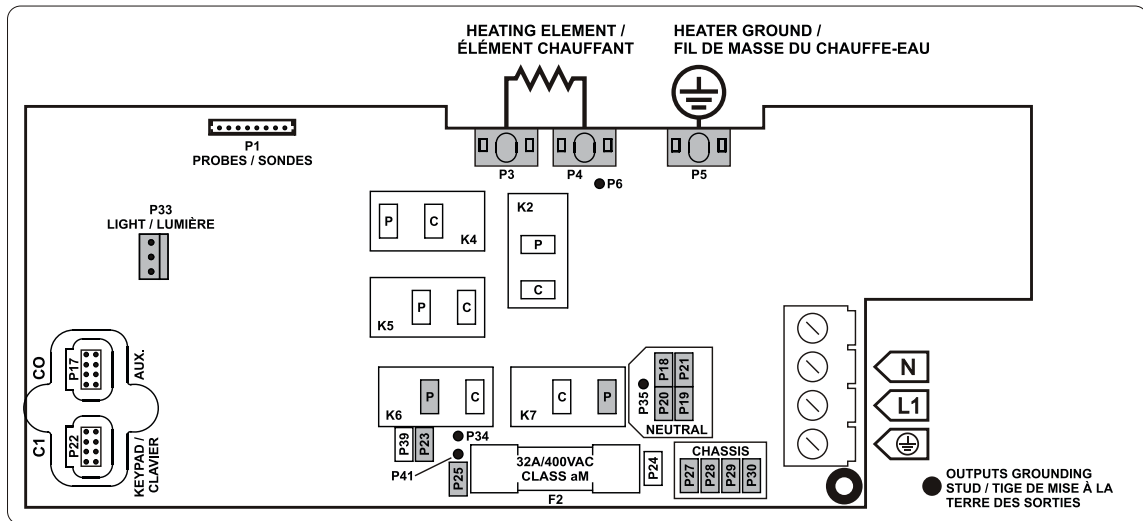 HEATING ELEMENT /
ÉLÉMENT CHAUFFANT
HEATER GROUND /
FIL DE MASSE DU CHAUFFE-EAU
P1
PROBES / SONDES
P3
P4
P5
P6
P33
LIGHT / LUMIÈRE
P
C
K4
K2
P
C
P
C
K5
CO
P17
AUX.
C1
P22
KEYPAD /
CLAVIER
P
C
K6
C
P
K7
P35
P18
P21
P20
P19
NEUTRAL
P39
P23
P34
P41
P25
32A/400VAC
CLASS aM
F2
P24
CHASSIS
P27
P28
P29
P30
N
L1
OUTPUTS GROUNDING
STUD / TIGE DE MISE À LA
TERRE DES SORTIES